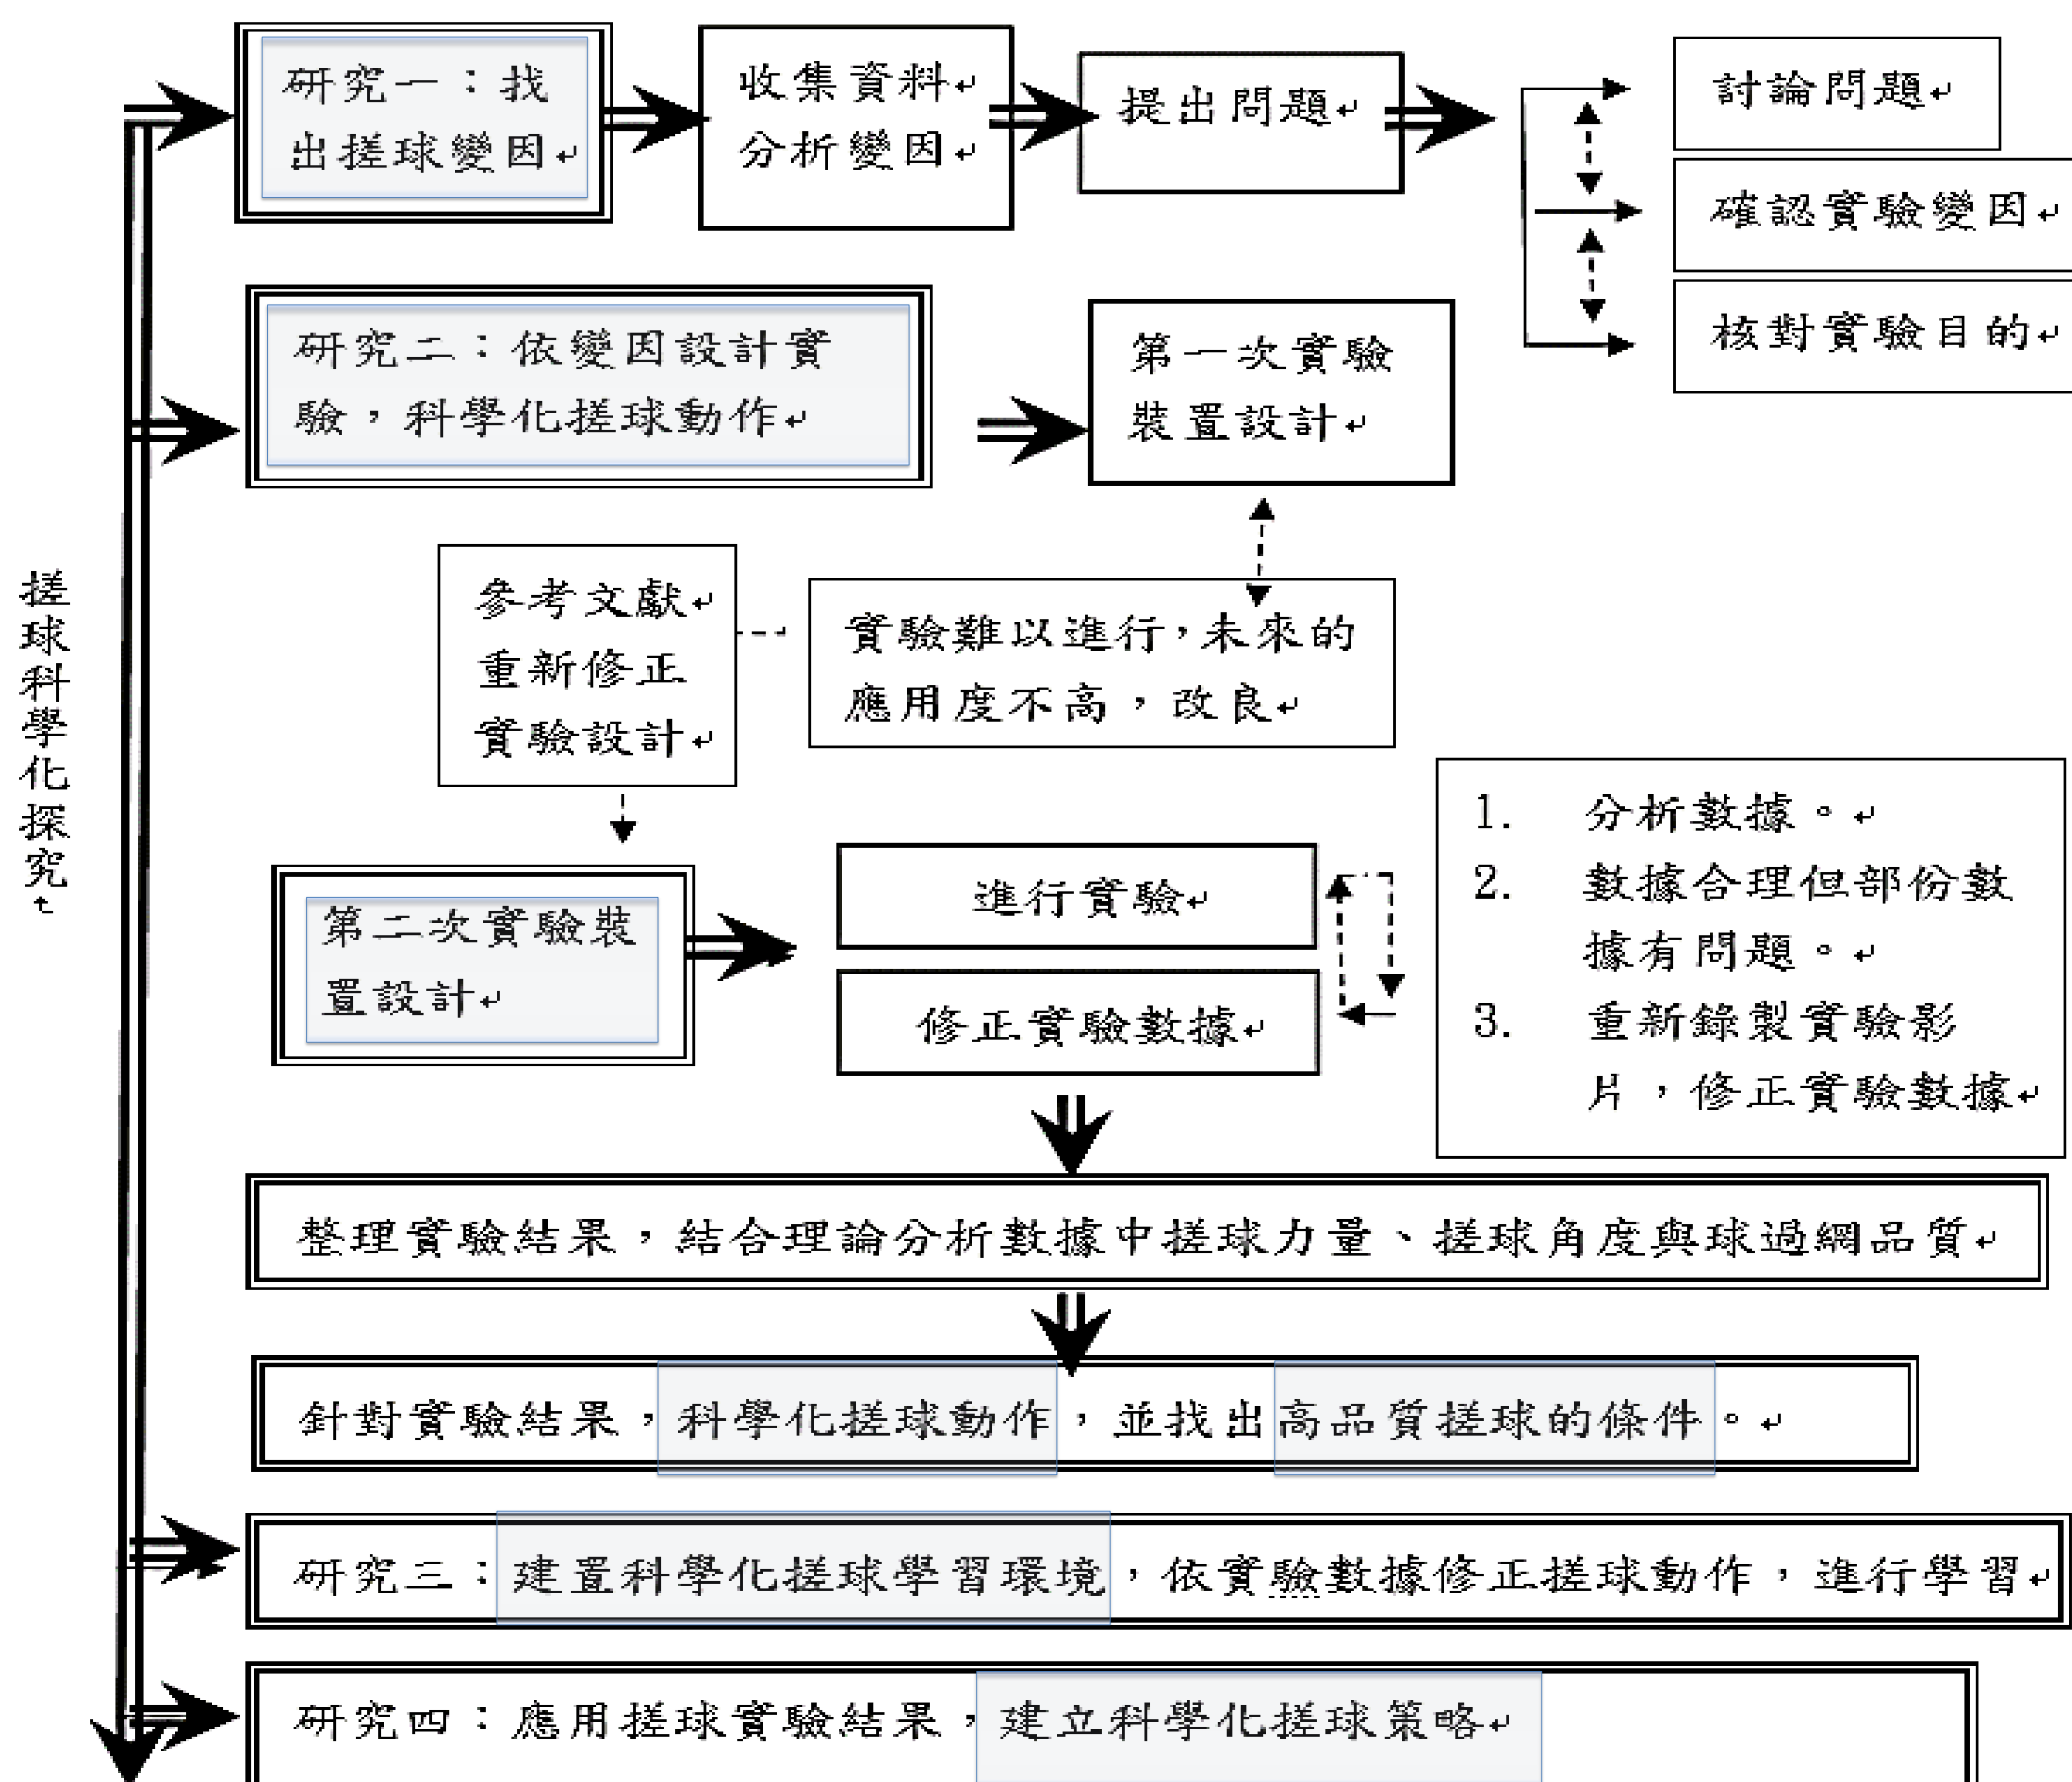 搓球科學化探究
研究一：找
出搓球變因
收集資料
分析變因
提出問題
討論問題
確認實驗變因
核對實驗目的
研究二：依變因設計實
驗，科學化搓球動作
第一次實驗
裝置設計
參考文獻
重新修正
實驗設計
實驗難以進行，未來的
應用度不高，改良
第二次實驗裝
置設計
進行實驗
修正實驗數據
1. 分析數據。
2. 數據合理但部份數
據有問題。
3. 重新錄製實驗影
片，修正實驗數據
整理實驗結果，結合理論分析數據中搓球力量、搓球角度與球過網品質
針對實驗結果，科學化搓球動作，並找出高品質搓球的條件。
研究三：建置科學化搓球學習環境，依實驗數據修正搓球動作，進行學習
研究四：應用搓球實驗結果，建立科學化搓球策略